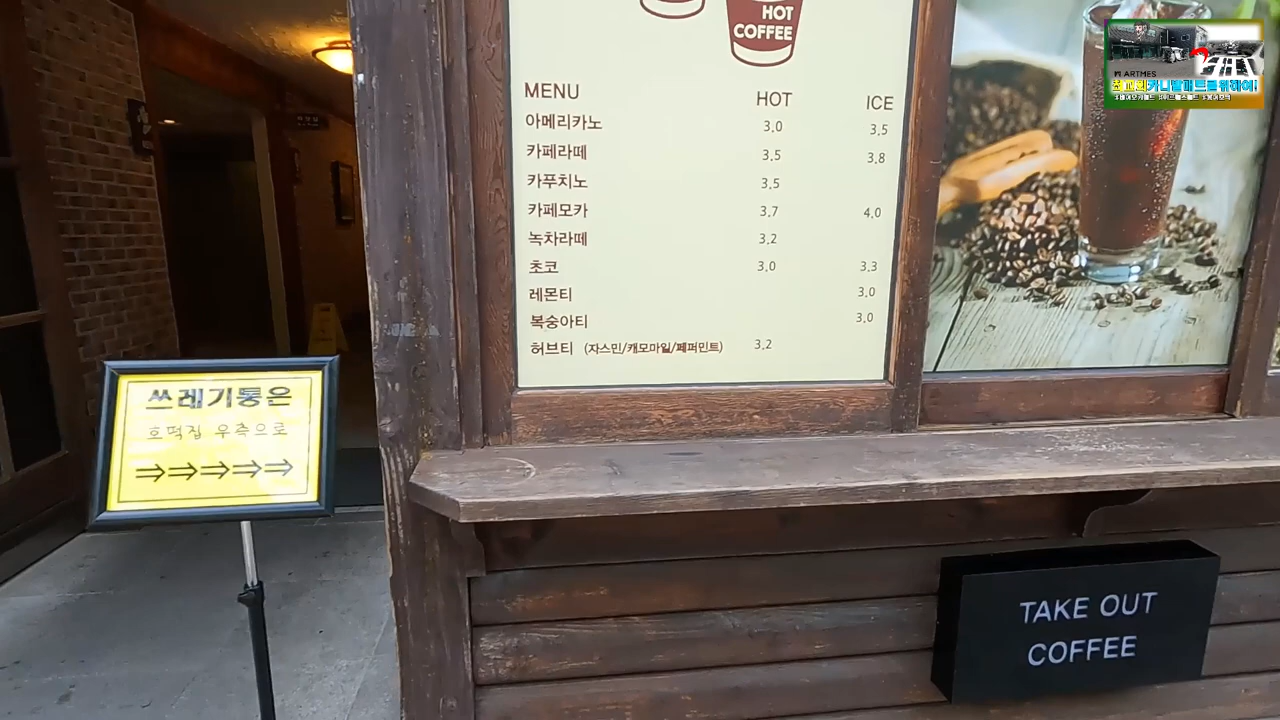 HOT
COFFEE
MENU HOT ICE
아메리카노 3.0 3.5
카페라떼 3.5 3.8
카푸치노 3.5
카페모카 3.7 4.0
녹차라떼 3.2
초코 3.0 3.3
레몬티 3.0
복숭아티 3.0
허브티 (자스민/캐모마일/페퍼민트) 3.2
쓰레기통은
호떡집 우측으로
⇒⇒⇒⇒⇒
TAKE OUT
COFFEE
ARTMES